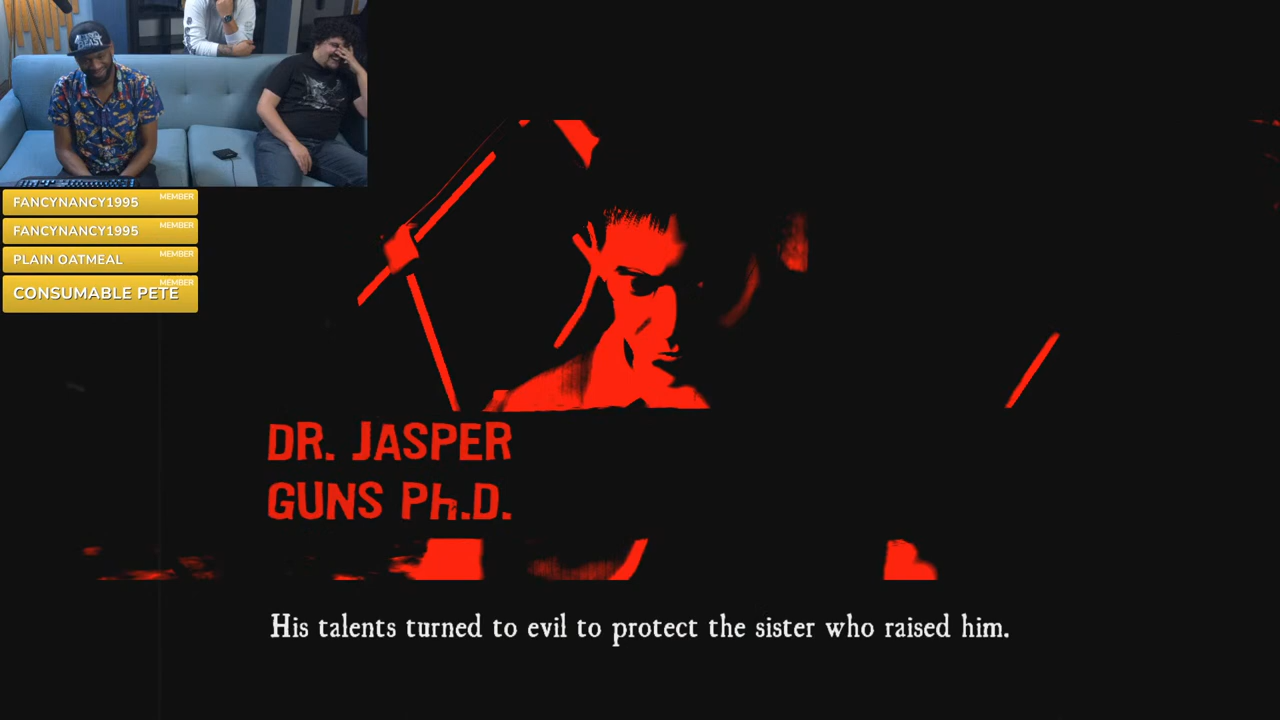 FANCYNANCY1995 MEMBER
FANCYNANCY1995 MEMBER
PLAIN OATMEAL MEMBER
CONSUMABLE PETE MEMBER
DR. JASPER
GUNS Ph.D.
His talents turned to evil to protect the sister who raised him.